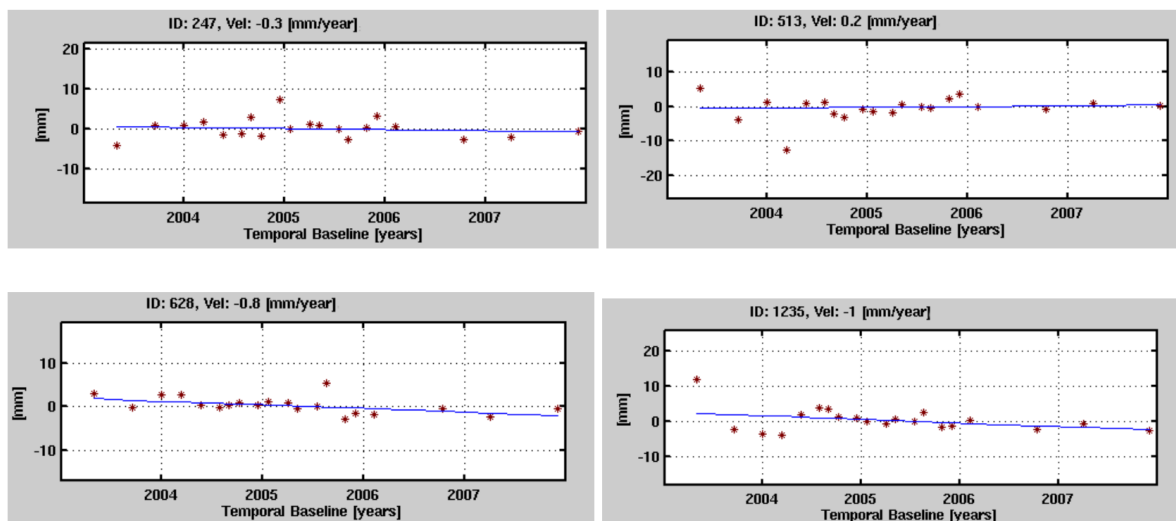 ID: 247, Vel: -0.3 [mm/year]
20
10
0
-10
[mm]
2004 2005 2006 2007
Temporal Baseline [years]
ID: 513, Vel: 0.2 [mm/year]
10
0
-10
-20
[mm]
2004 2005 2006 2007
Temporal Baseline [years]
ID: 628, Vel: -0.8 [mm/year]
10
0
-10
[mm]
2004 2005 2006 2007
Temporal Baseline [years]
ID: 1235, Vel: -1 [mm/year]
20
10
0
-10
[mm]
2004 2005 2006 2007
Temporal Baseline [years]